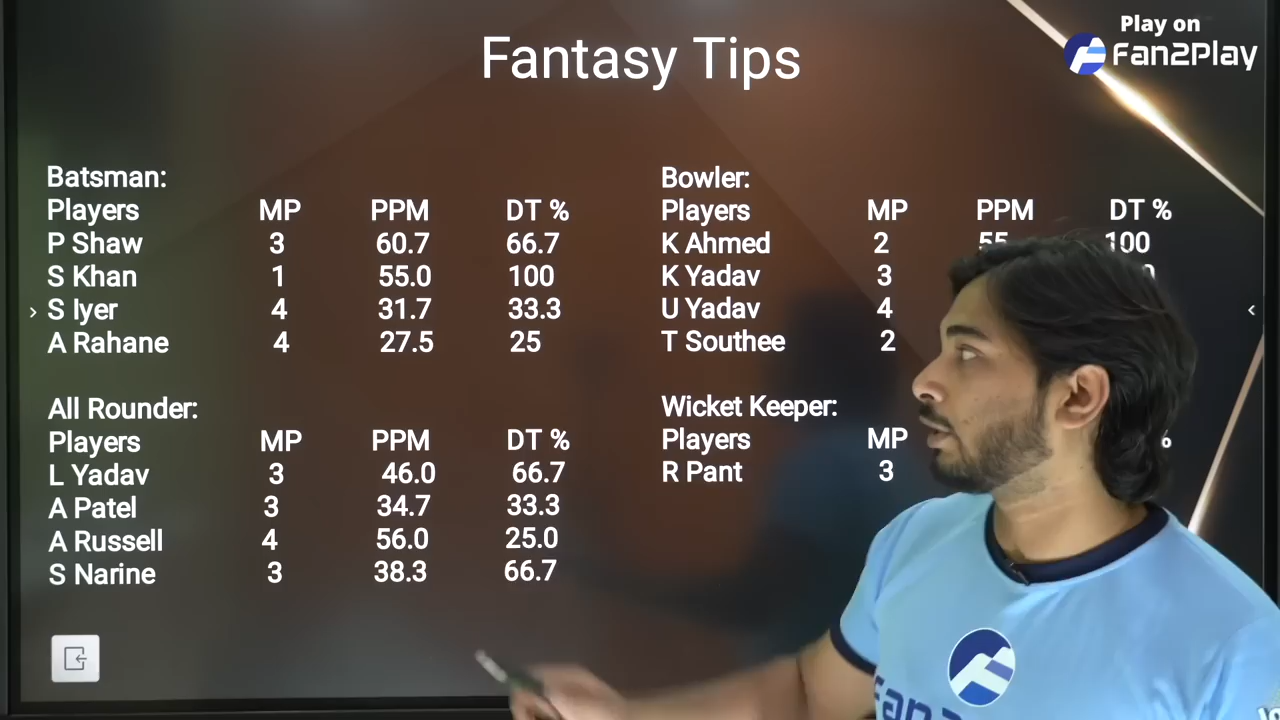 Play on
Fan2Play
Fantasy Tips
Batsman:
Players MP PPM DT %
P Shaw 3 60.7 66.7
S Khan 1 55.0 100
S Iyer 4 31.7 33.3
A Rahane 4 27.5 25
All Rounder:
Players MP PPM DT %
L Yadav 3 46.0 66.7
A Patel 3 34.7 33.3
A Russell 4 56.0 25.0
S Narine 3 38.3 66.7
Bowler:
Players MP PPM DT %
K Ahmed 2 55 100
K Yadav 3
U Yadav 4
T Southee 2
Wicket Keeper:
Players MP %
R Pant 3